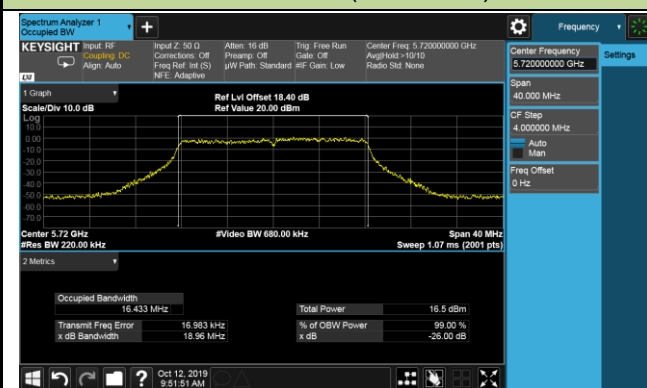 Spectrum Analyzer 1
Occupied BW
Frequency
KEYSIGHT
Input: RF
Coupling: DC
Align: Auto
Input Z: 50 Ω
Corrections: Off
Freq Ref: Int (S)
NFE: Adaptive
Atten: 16 dB
Preamp: Off
µW Path: Standard
Trig: Free Run
Gate: Off
#IF Gain: Low
Center Freq: 5.720000000 GHz
Avg|Hold:>10/10
Radio Std: None
LXI
1 Graph
Scale/Div 10.0 dB
Ref Lvl Offset 18.40 dB
Ref Value 20.00 dBm
Log
10.0
0.00
-10.0
-20.0
-30.0
-40.0
-50.0
-60.0
-70.0
Center 5.72 GHz
#Video BW 680.00 kHz
Span 40 MHz
#Res BW 220.00 kHz
Sweep 1.07 ms (2001 pts)
2 Metrics
Occupied Bandwidth
16.433 MHz
Total Power
16.5 dBm
Transmit Freq Error
16.983 kHz
% of OBW Power
99.00 %
x dB Bandwidth
18.96 MHz
x dB
-26.00 dB
Center Frequency
5.720000000 GHz
Settings
Span
40.000 MHz
CF Step
4.000000 MHz
Auto
Man
Freq Offset
0 Hz
?
Oct 12, 2019
9:51:51 AM